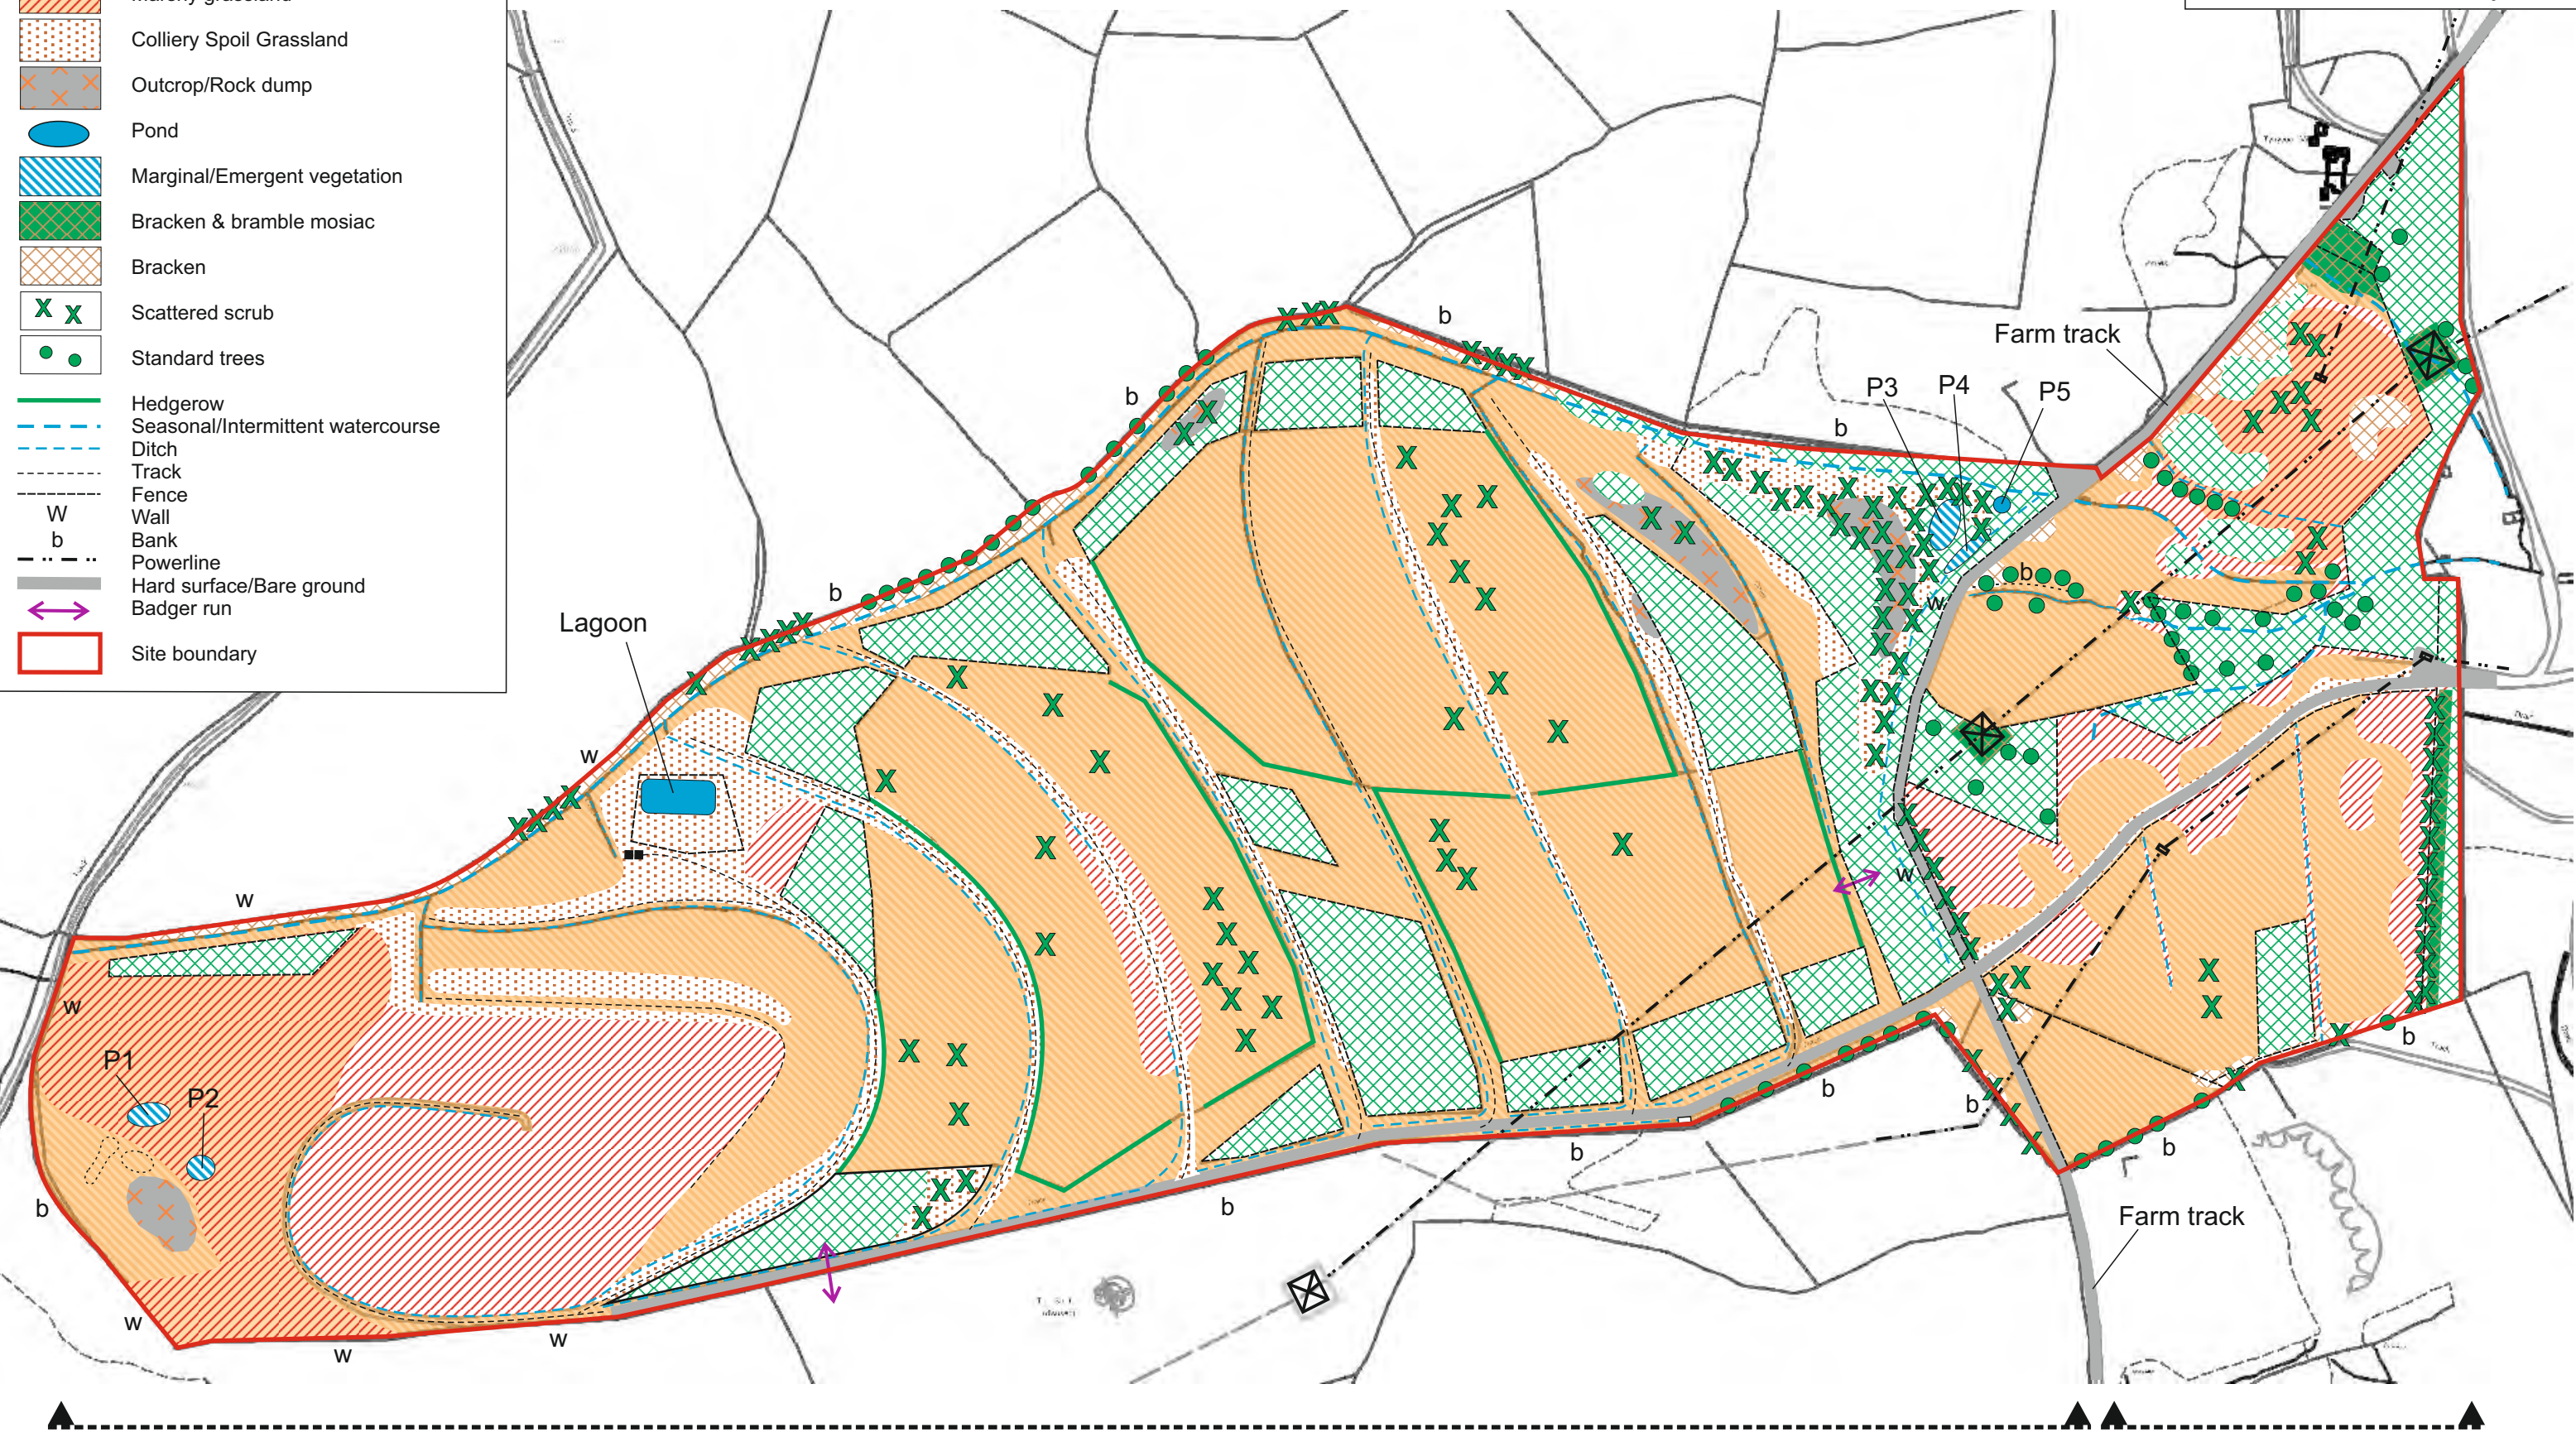 Marshy grassland
Colliery Spoil Grassland
Outcrop/Rock dump
Pond
Marginal/Emergent vegetation
Bracken & bramble mosiac
Bracken
Scattered scrub
Standard trees
Hedgerow
Seasonal/Intermittent watercourse
Ditch
Track
Fence
W Wall
b Bank
Powerline
Hard surface/Bare ground
Badger run
Site boundary
b
Farm track
b
P3 P4 P5
b
b
b
w
b
Lagoon
w
w
w
w
P1
P2
b
b
b
b
b
b
b
Farm track
w
w
w